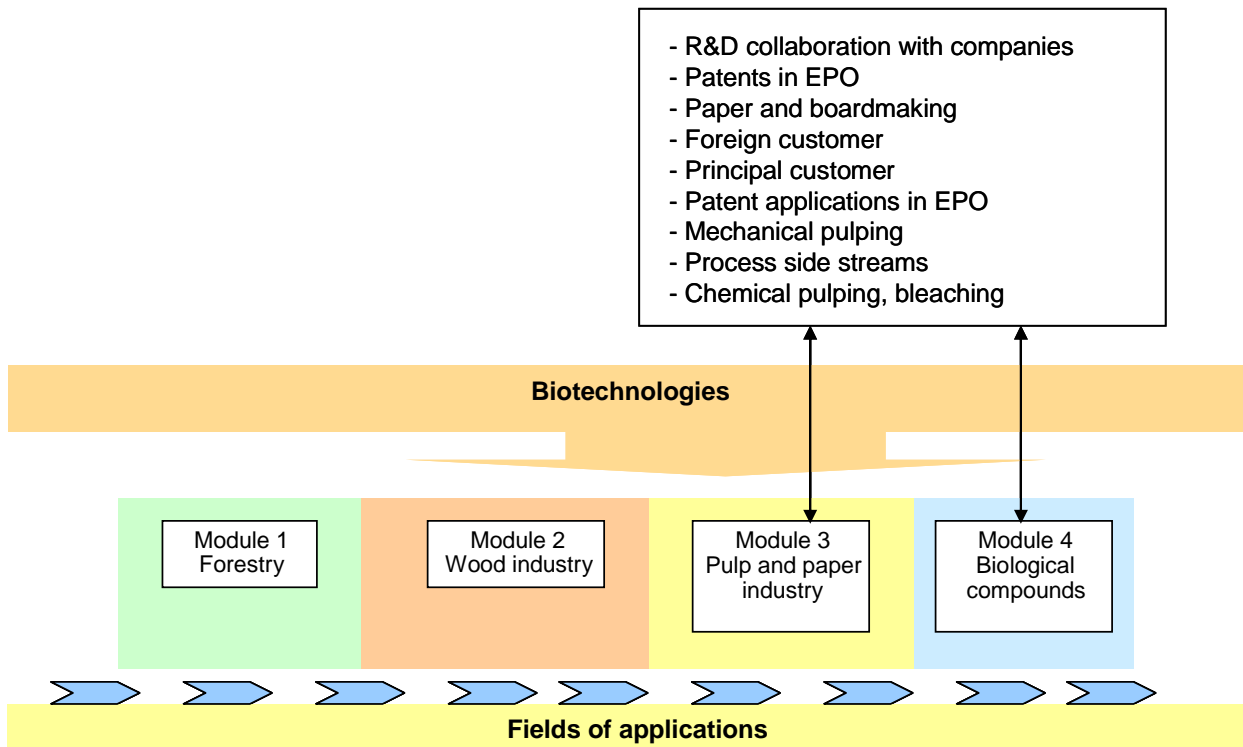 - R&D collaboration with companies
- Patents in EPO
- Paper and boardmaking
- Foreign customer
- Principal customer
- Patent applications in EPO
- Mechanical pulping
- Process side streams
- Chemical pulping, bleaching
Biotechnologies
Module 1
Forestry
Module 2
Wood industry
Module 3
Pulp and paper
industry
Module 4
Biological
compounds
Fields of applications